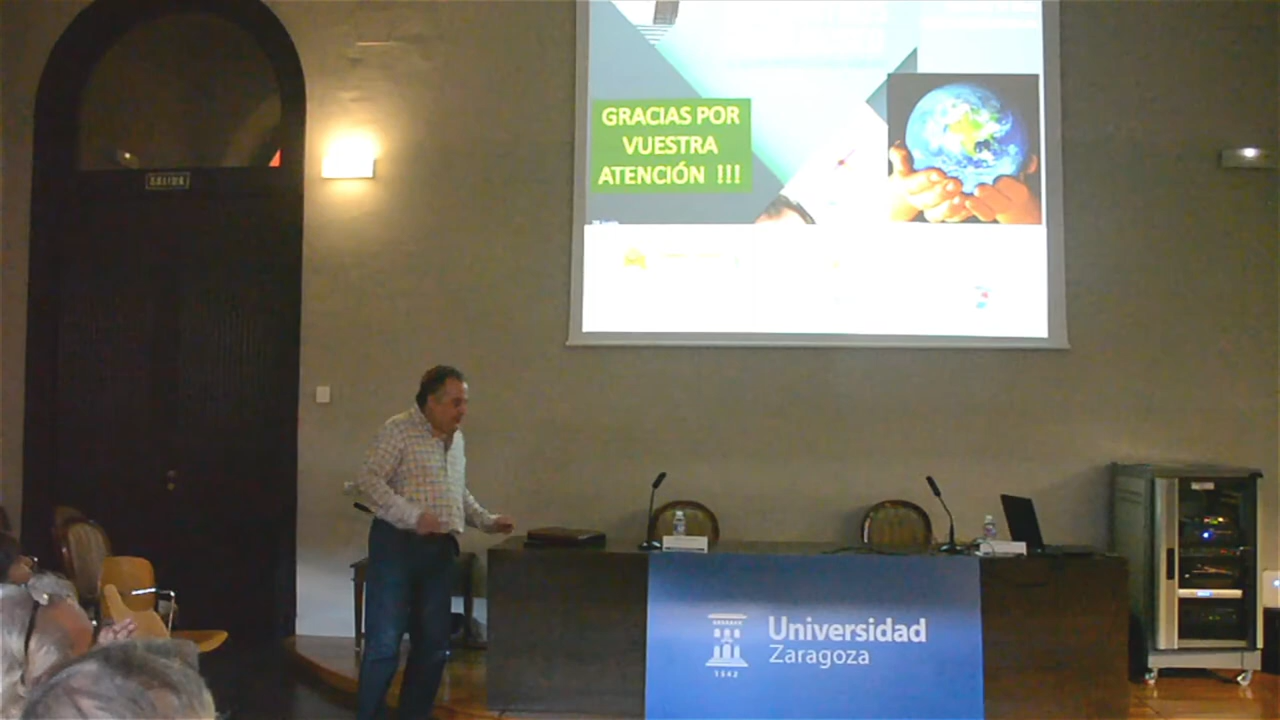 GRACIAS POR
VUESTRA
ATENCIÓN !!!
SALIDA
Universidad
Zaragoza
1542